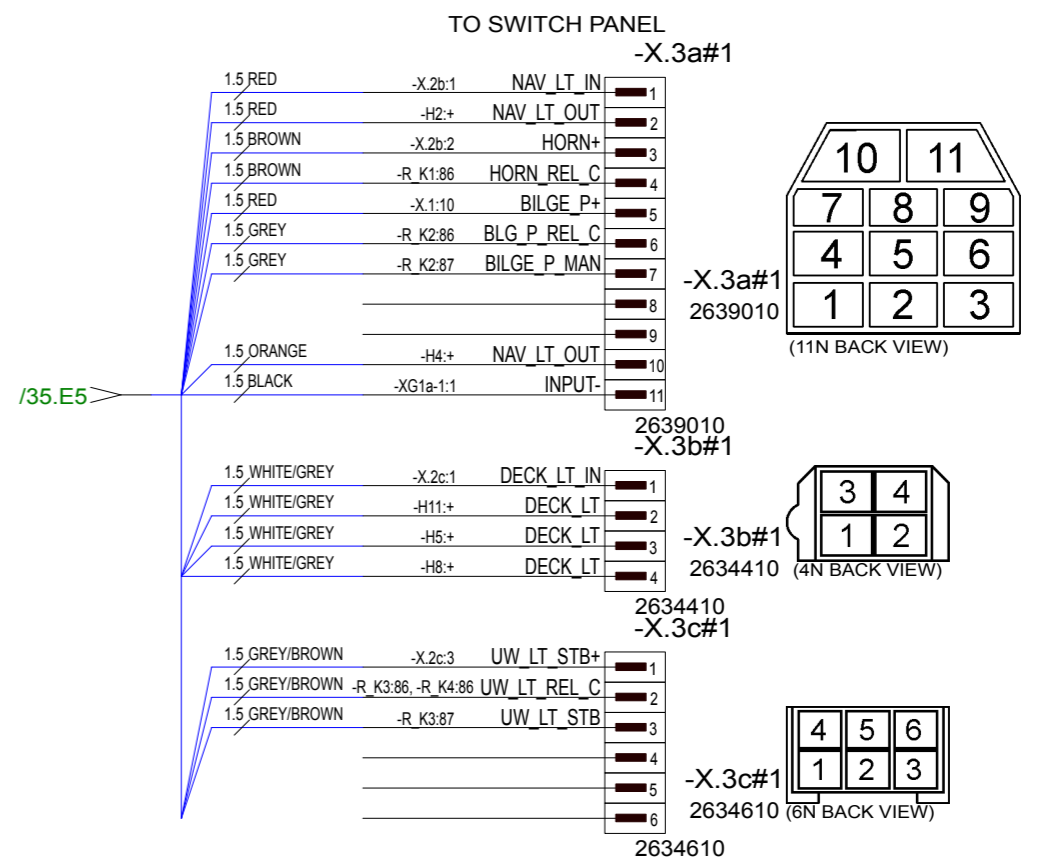 TO SWITCH PANEL
-X.3a#1
1.5 RED -X.2b:1 NAV_LT_IN 1
1.5 RED -H2:+ NAV_LT_OUT 2
1.5 BROWN -X.2b:2 HORN+ 3
1.5 BROWN -R_K1:86 HORN_REL_C 4
1.5 RED -X.1:10 BILGE_P+ 5
1.5 GREY -R_K2:86 BLG_P_REL_C 6
1.5 GREY -R_K2:87 BILGE_P_MAN 7
8
9
1.5 ORANGE -H4:+ NAV_LT_OUT 10
1.5 BLACK -XG1a-1:1 INPUT- 11
/35.E5
2639010
10 11
7 8 9
4 5 6
1 2 3
-X.3a#1
2639010
(11N BACK VIEW)
-X.3b#1
1.5 WHITE/GREY -X.2c:1 DECK_LT_IN 1
1.5 WHITE/GREY -H11:+ DECK_LT 2
1.5 WHITE/GREY -H5:+ DECK_LT 3
1.5 WHITE/GREY -H8:+ DECK_LT 4
2634410
3 4
1 2
-X.3b#1
2634410
(4N BACK VIEW)
-X.3c#1
1.5 GREY/BROWN -X.2c:3 UW_LT_STB+ 1
1.5 GREY/BROWN -R_K3:86, -R_K4:86 UW_LT_REL_C 2
1.5 GREY/BROWN -R_K3:87 UW_LT_STB 3
4
5
6
2634610
4 5 6
1 2 3
-X.3c#1
2634610
(6N BACK VIEW)